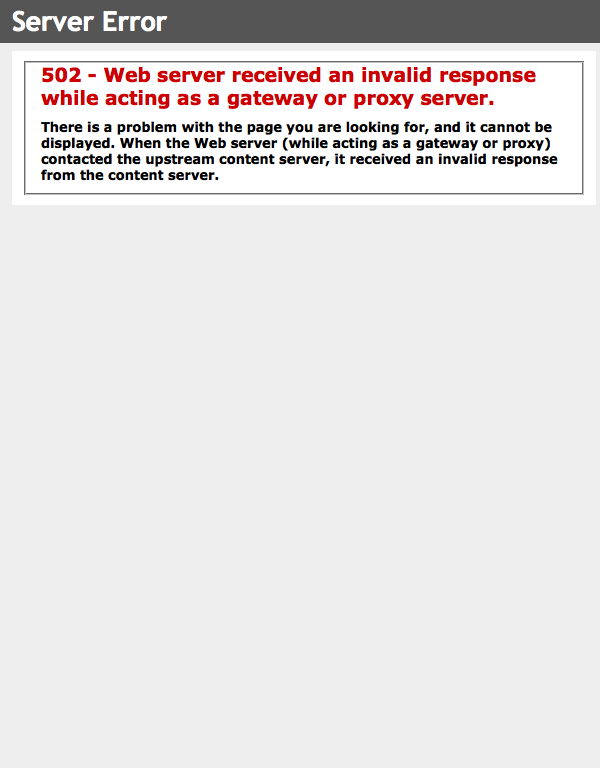 Server Error
502 - Web server received an invalid response
while acting as a gateway or proxy server.
There is a problem with the page you are looking for, and it cannot be
displayed. When the Web server (while acting as a gateway or proxy)
contacted the upstream content server, it received an invalid response
from the content server.